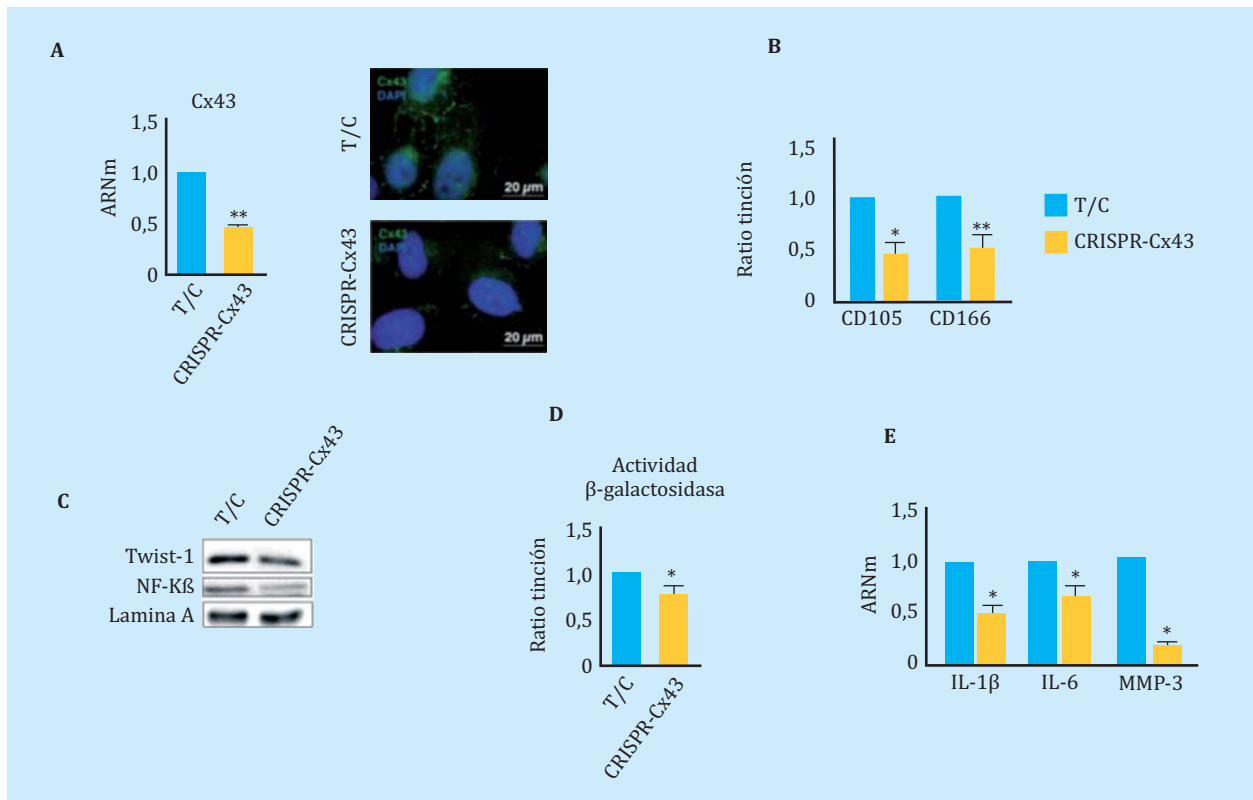 A
Cx43
1,5
1,0
0,5
0
ARNm
**
T/C
CRISPR-Cx43
T/C
Cx43
DAPI
20 µm
CRISPR-Cx43
Cx43
DAPI
20 µm
B
1,5
1,0
0,5
0
Ratio tinción
*
**
CD105
CD166
T/C
CRISPR-Cx43
C
T/C
CRISPR-Cx43
Twist-1
NF-Kß
Lamina A
D
Actividad
β-galactosidasa
1,5
1,0
0,5
0
Ratio tinción
*
T/C
CRISPR-Cx43
E
1,5
1,0
0,5
0
ARNm
*
*
*
IL-1β
IL-6
MMP-3